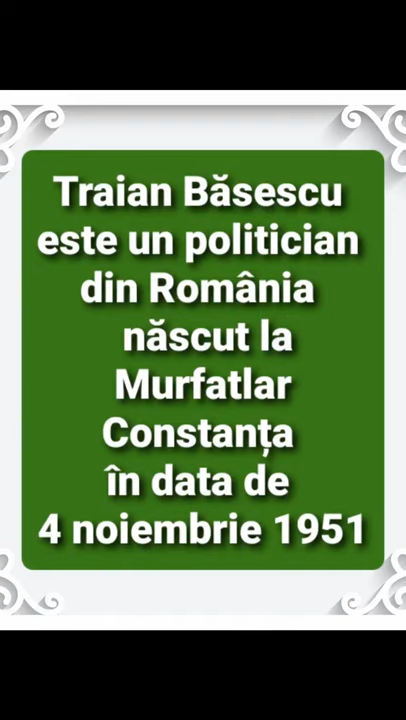 Traian Băsescu
este un politician
din România
născut la
Murfatlar
Constanța
în data de
4 noiembrie 1951